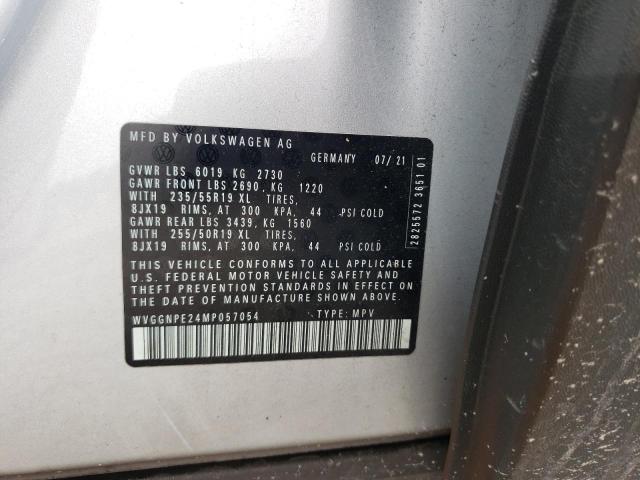 MFD BY VOLKSWAGEN AG
GERMANY 07/21
GVWR LBS 6019 KG 2730
GAWR FRONT LBS 2690, KG 1220
WITH 235/55R19 XL TIRES,
8JX19 RIMS, AT 300 KPA, 44 PSI COLD
GAWR REAR LBS 3439, KG 1560
WITH 255/50R19 XL TIRES,
8JX19 RIMS, AT 300 KPA, 44 PSI COLD
THIS VEHICLE CONFORMS TO ALL APPLICABLE
U.S. FEDERAL MOTOR VEHICLE SAFETY AND
THEFT PREVENTION STANDARDS IN EFFECT ON
THE DATE OF MANUFACTURE SHOWN ABOVE.
WVGGNPE24MP057054 TYPE: MPV
2825572 3651 01